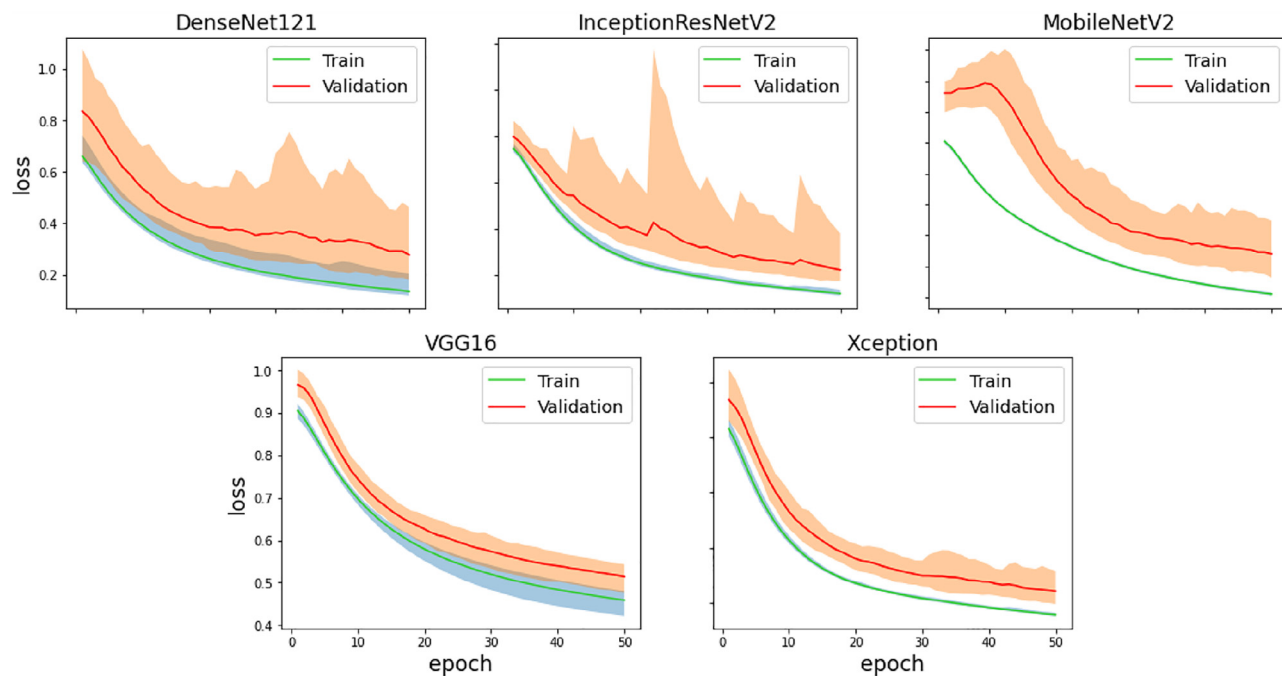 DenseNet121
InceptionResNetV2
MobileNetV2
Train
Validation
Train
Validation
Train
Validation
1.0
0.8
0.6
0.4
0.2
loss
VGG16
Xception
Train
Validation
Train
Validation
1.0
0.9
0.8
0.7
0.6
0.5
0.4
loss
0 10 20 30 40 50
0 10 20 30 40 50
epoch
epoch